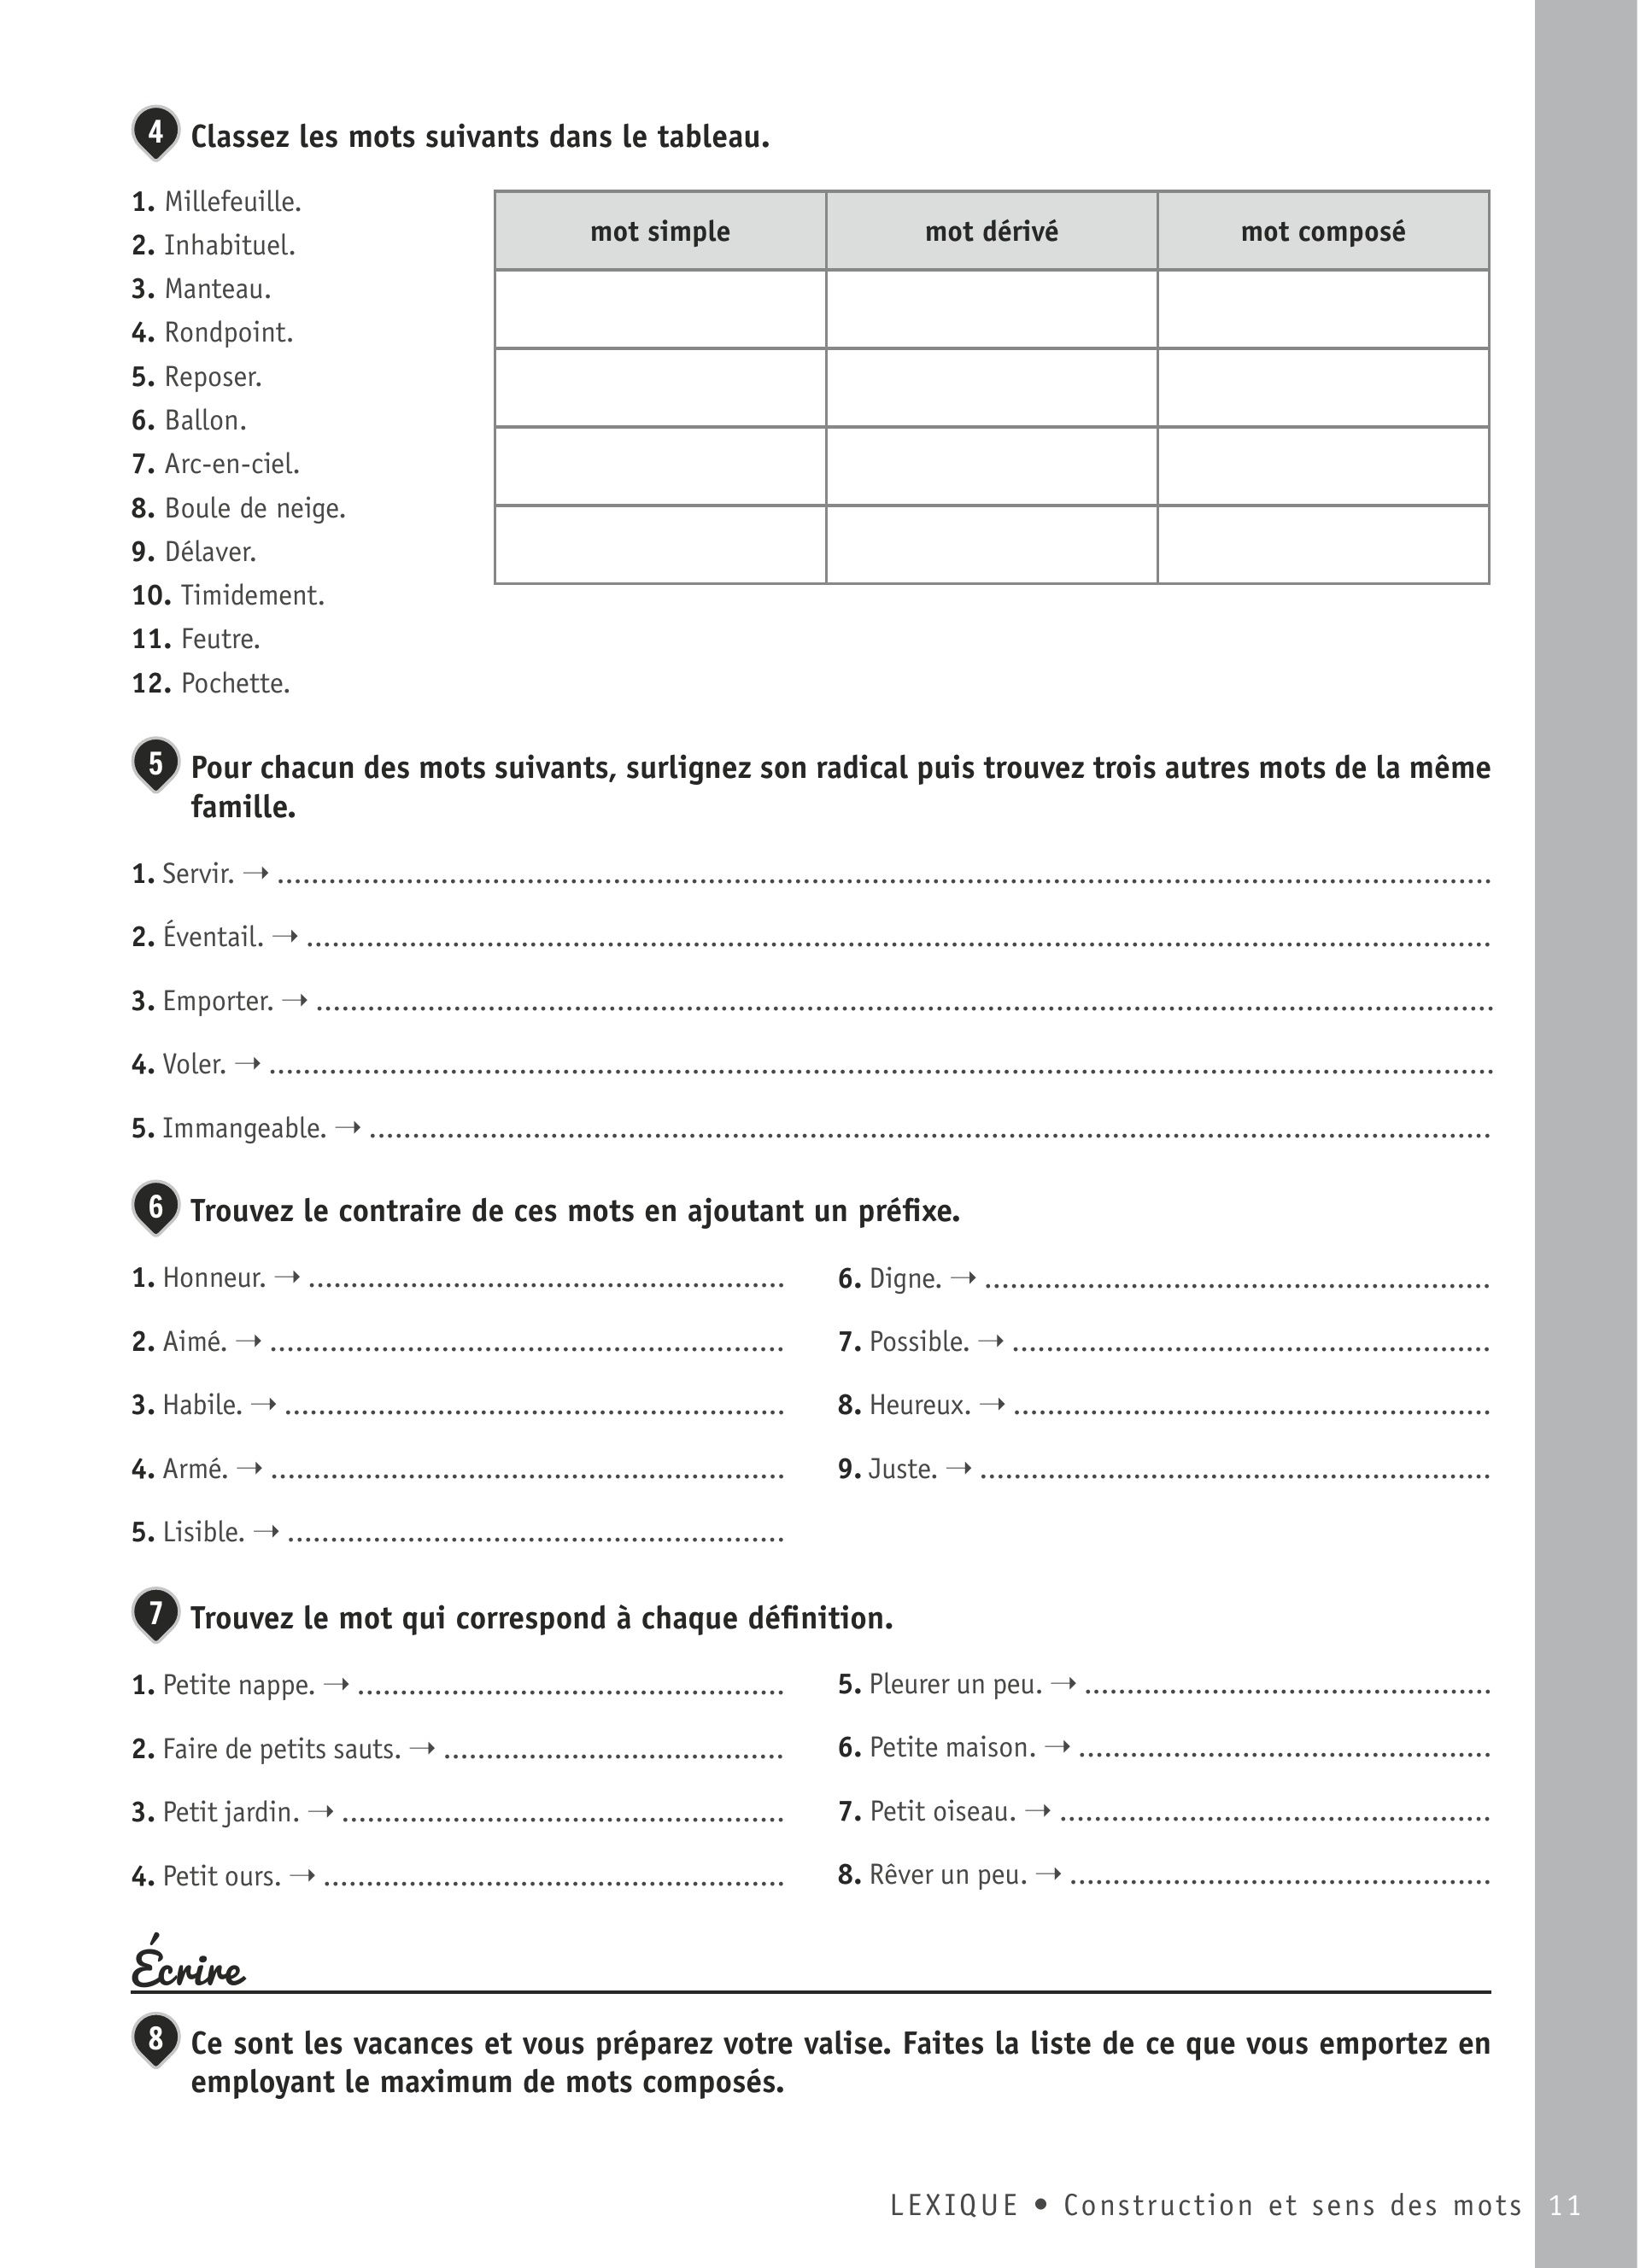 4 Classez les mots suivants dans le tableau.
1. Millefeuille.
2. Inhabituel.
3. Manteau.
4. Rondpoint.
5. Reposer.
6. Ballon.
7. Arc-en-ciel.
8. Boule de neige.
9. Délaver.
10. Timidement.
11. Feutre.
12. Pochette.
mot simple mot dérivé mot composé
5 Pour chacun des mots suivants, surlignez son radical puis trouvez trois autres mots de la même
famille.
1. Servir. →
2. Éventail. →
3. Emporter. →
4. Voler. →
5. Immangeable. →
6 Trouvez le contraire de ces mots en ajoutant un préfixe.
1. Honneur. →
2. Aimé. →
3. Habile. →
4. Armé. →
5. Lisible. →
6. Digne. →
7. Possible. →
8. Heureux. →
9. Juste. →
7 Trouvez le mot qui correspond à chaque définition.
1. Petite nappe. →
2. Faire de petits sauts. →
3. Petit jardin. →
4. Petit ours. →
5. Pleurer un peu. →
6. Petite maison. →
7. Petit oiseau. →
8. Rêver un peu. →
Écrire
8 Ce sont les vacances et vous préparez votre valise. Faites la liste de ce que vous emportez en
employant le maximum de mots composés.
LEXIQUE • Construction et sens des mots 11